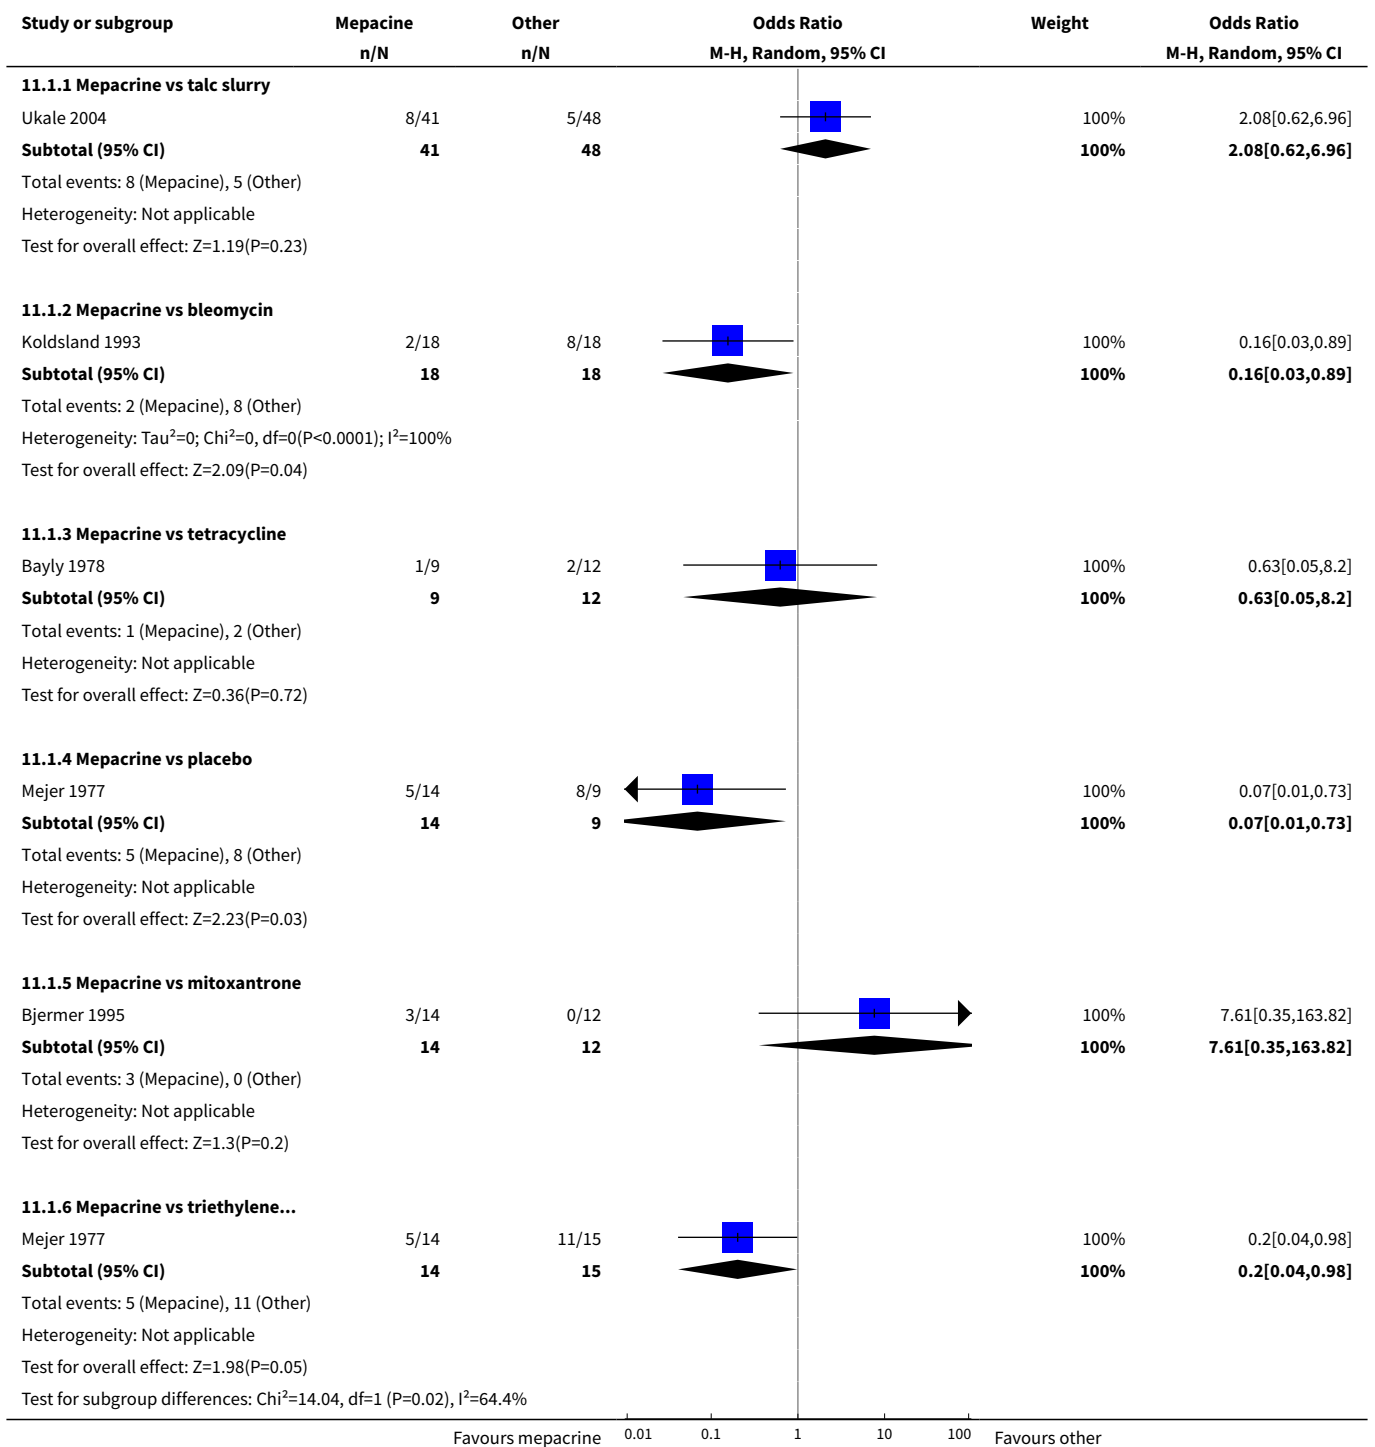 Study or subgroup Mepacine Other Odds Ratio Weight Odds Ratio
n/N n/N M-H, Random, 95% CI M-H, Random, 95% CI
11.1.1 Mepacrine vs talc slurry
Ukale 2004 8/41 5/48 100% 2.08[0.62,6.96]
Subtotal (95% CI) 41 48 100% 2.08[0.62,6.96]
Total events: 8 (Mepacine), 5 (Other)
Heterogeneity: Not applicable
Test for overall effect: Z=1.19(P=0.23)
11.1.2 Mepacrine vs bleomycin
Koldsland 1993 2/18 8/18 100% 0.16[0.03,0.89]
Subtotal (95% CI) 18 18 100% 0.16[0.03,0.89]
Total events: 2 (Mepacine), 8 (Other)
Heterogeneity: Tau²=0; Chi²=0, df=0(P<0.0001); I²=100%
Test for overall effect: Z=2.09(P=0.04)
11.1.3 Mepacrine vs tetracycline
Bayly 1978 1/9 2/12 100% 0.63[0.05,8.2]
Subtotal (95% CI) 9 12 100% 0.63[0.05,8.2]
Total events: 1 (Mepacine), 2 (Other)
Heterogeneity: Not applicable
Test for overall effect: Z=0.36(P=0.72)
11.1.4 Mepacrine vs placebo
Mejer 1977 5/14 8/9 100% 0.07[0.01,0.73]
Subtotal (95% CI) 14 9 100% 0.07[0.01,0.73]
Total events: 5 (Mepacine), 8 (Other)
Heterogeneity: Not applicable
Test for overall effect: Z=2.23(P=0.03)
11.1.5 Mepacrine vs mitoxantrone
Bjermer 1995 3/14 0/12 100% 7.61[0.35,163.82]
Subtotal (95% CI) 14 12 100% 7.61[0.35,163.82]
Total events: 3 (Mepacine), 0 (Other)
Heterogeneity: Not applicable
Test for overall effect: Z=1.3(P=0.2)
11.1.6 Mepacrine vs triethylene...
Mejer 1977 5/14 11/15 100% 0.2[0.04,0.98]
Subtotal (95% CI) 14 15 100% 0.2[0.04,0.98]
Total events: 5 (Mepacine), 11 (Other)
Heterogeneity: Not applicable
Test for overall effect: Z=1.98(P=0.05)
Test for subgroup differences: Chi²=14.04, df=1 (P=0.02), I²=64.4%
Favours mepacrine 0.01 0.1 1 10 100 Favours other